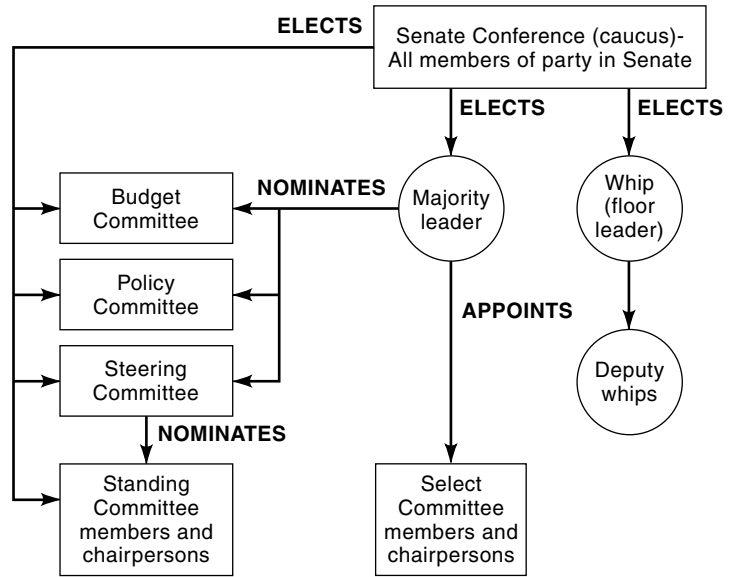 ELECTS
Senate Conference (caucus)-
All members of party in Senate
ELECTS
ELECTS
NOMINATES
Budget
Committee
Majority
leader
Whip
(floor
leader)
Policy
Committee
APPOINTS
Steering
Committee
Deputy
whips
NOMINATES
Standing
Committee
members and
chairpersons
Select
Committee
members and
chairpersons